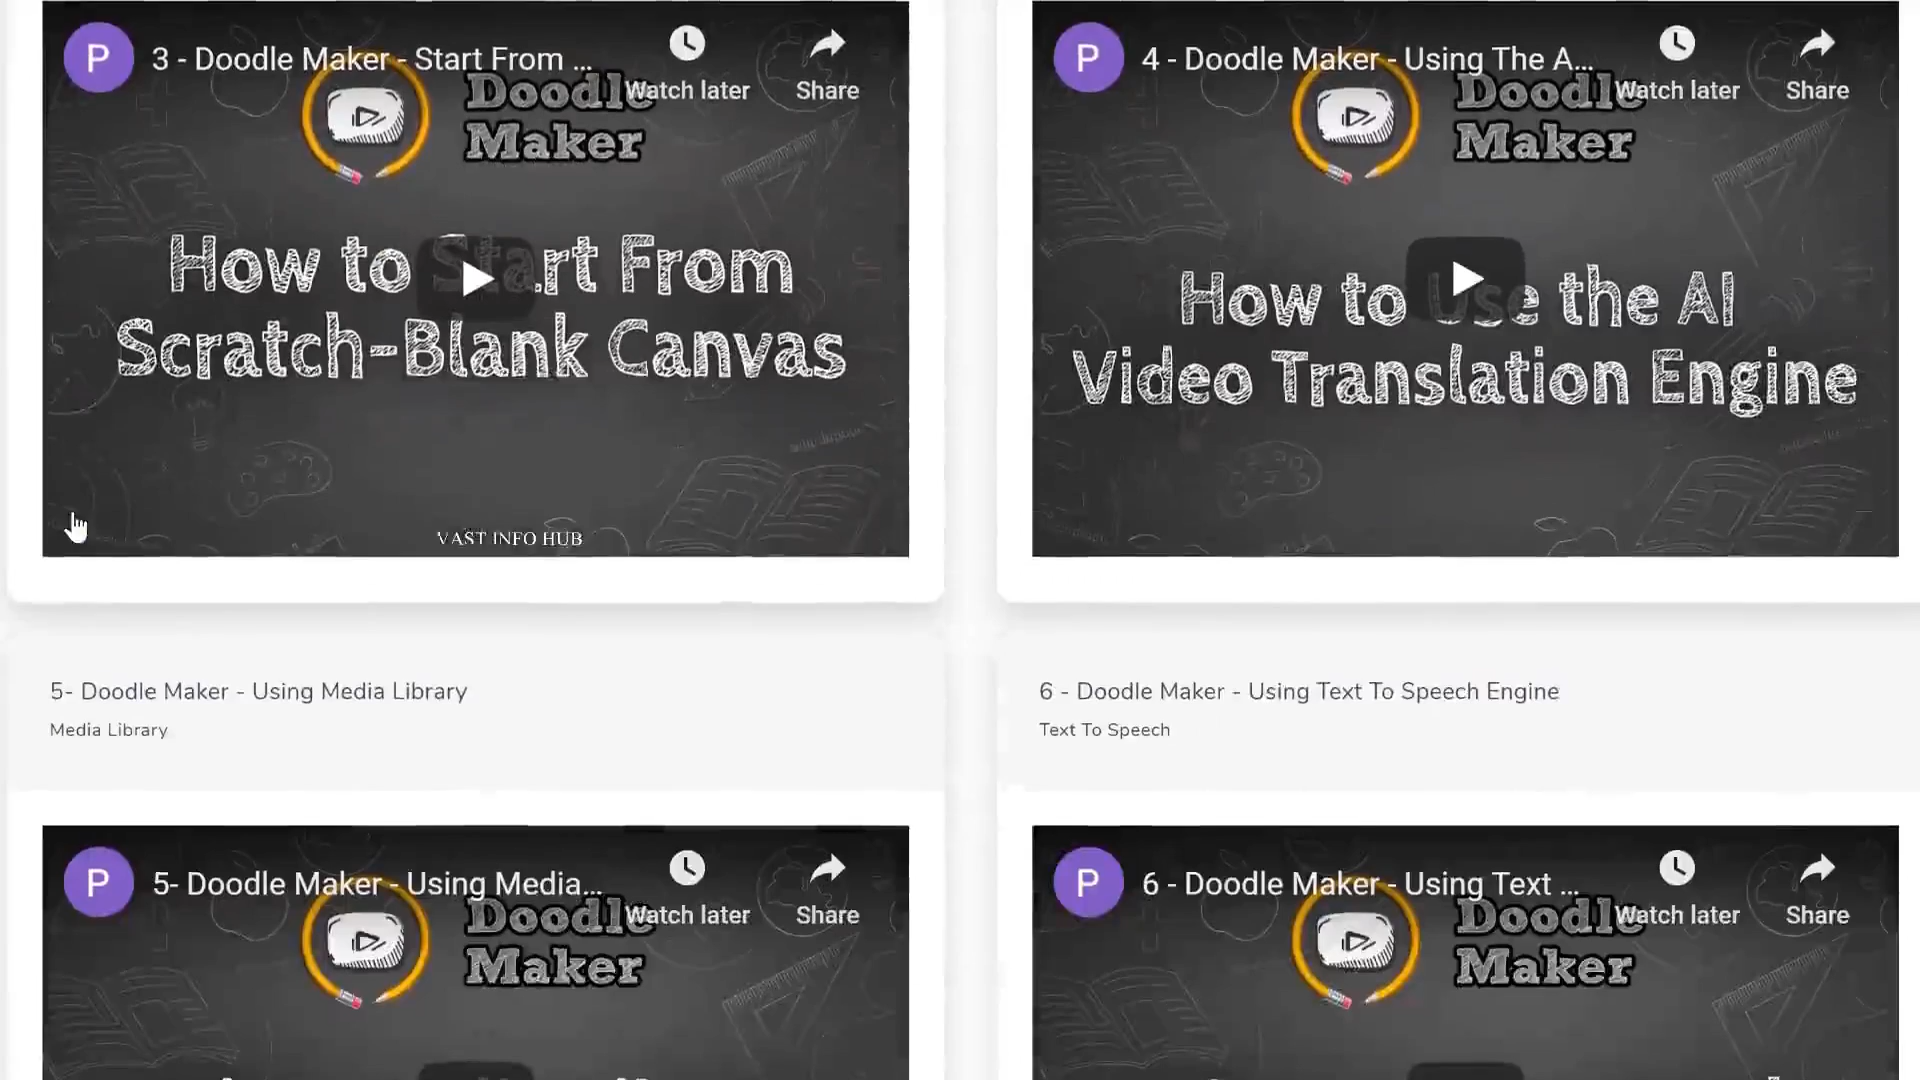 P
3 - Doodle Maker - Start From ...
Watch later
Share
Doodle
Maker
How to Start From
Scratch-Blank Canvas
VAST INFO HUB
P
4 - Doodle Maker - Using The A...
Watch later
Share
Doodle
Maker
How to Use the AI
Video Translation Engine
5- Doodle Maker - Using Media Library
Media Library
6 - Doodle Maker - Using Text To Speech Engine
Text To Speech
P
5- Doodle Maker - Using Media...
Watch later
Share
Doodle
Maker
P
6 - Doodle Maker - Using Text ...
Watch later
Share
Doodle
Maker